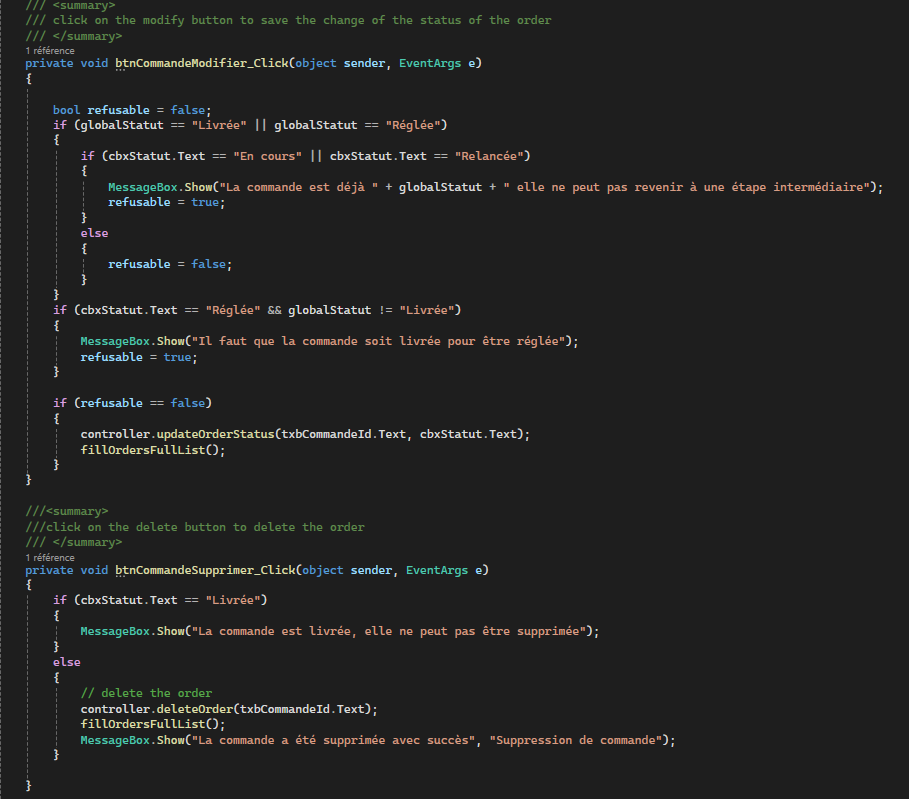 /// <summary>
/// click on the modify button to save the change of the status of the order
/// </summary>
1 référence
private void btnCommandeModifier_Click(object sender, EventArgs e)
{
bool refusable = false;
if (globalStatut == "Livrée" || globalStatut == "Réglée")
{
if (cbxStatut.Text == "En cours" || cbxStatut.Text == "Relancée")
{
MessageBox.Show("La commande est déjà " + globalStatut + " elle ne peut pas revenir à une étape intermédiaire");
refusable = true;
}
else
{
refusable = false;
}
}
if (cbxStatut.Text == "Réglée" && globalStatut != "Livrée")
{
MessageBox.Show("Il faut que la commande soit livrée pour être réglée");
refusable = true;
}
if (refusable == false)
{
controller.updateOrderStatus(txbCommandeId.Text, cbxStatut.Text);
fillOrdersFullList();
}
}
///<summary>
///click on the delete button to delete the order
/// </summary>
1 référence
private void btnCommandeSupprimer_Click(object sender, EventArgs e)
{
if (cbxStatut.Text == "Livrée")
{
MessageBox.Show("La commande est livrée, elle ne peut pas être supprimée");
}
else
{
// delete the order
controller.deleteOrder(txbCommandeId.Text);
fillOrdersFullList();
MessageBox.Show("La commande a été supprimée avec succès", "Suppression de commande");
}
}